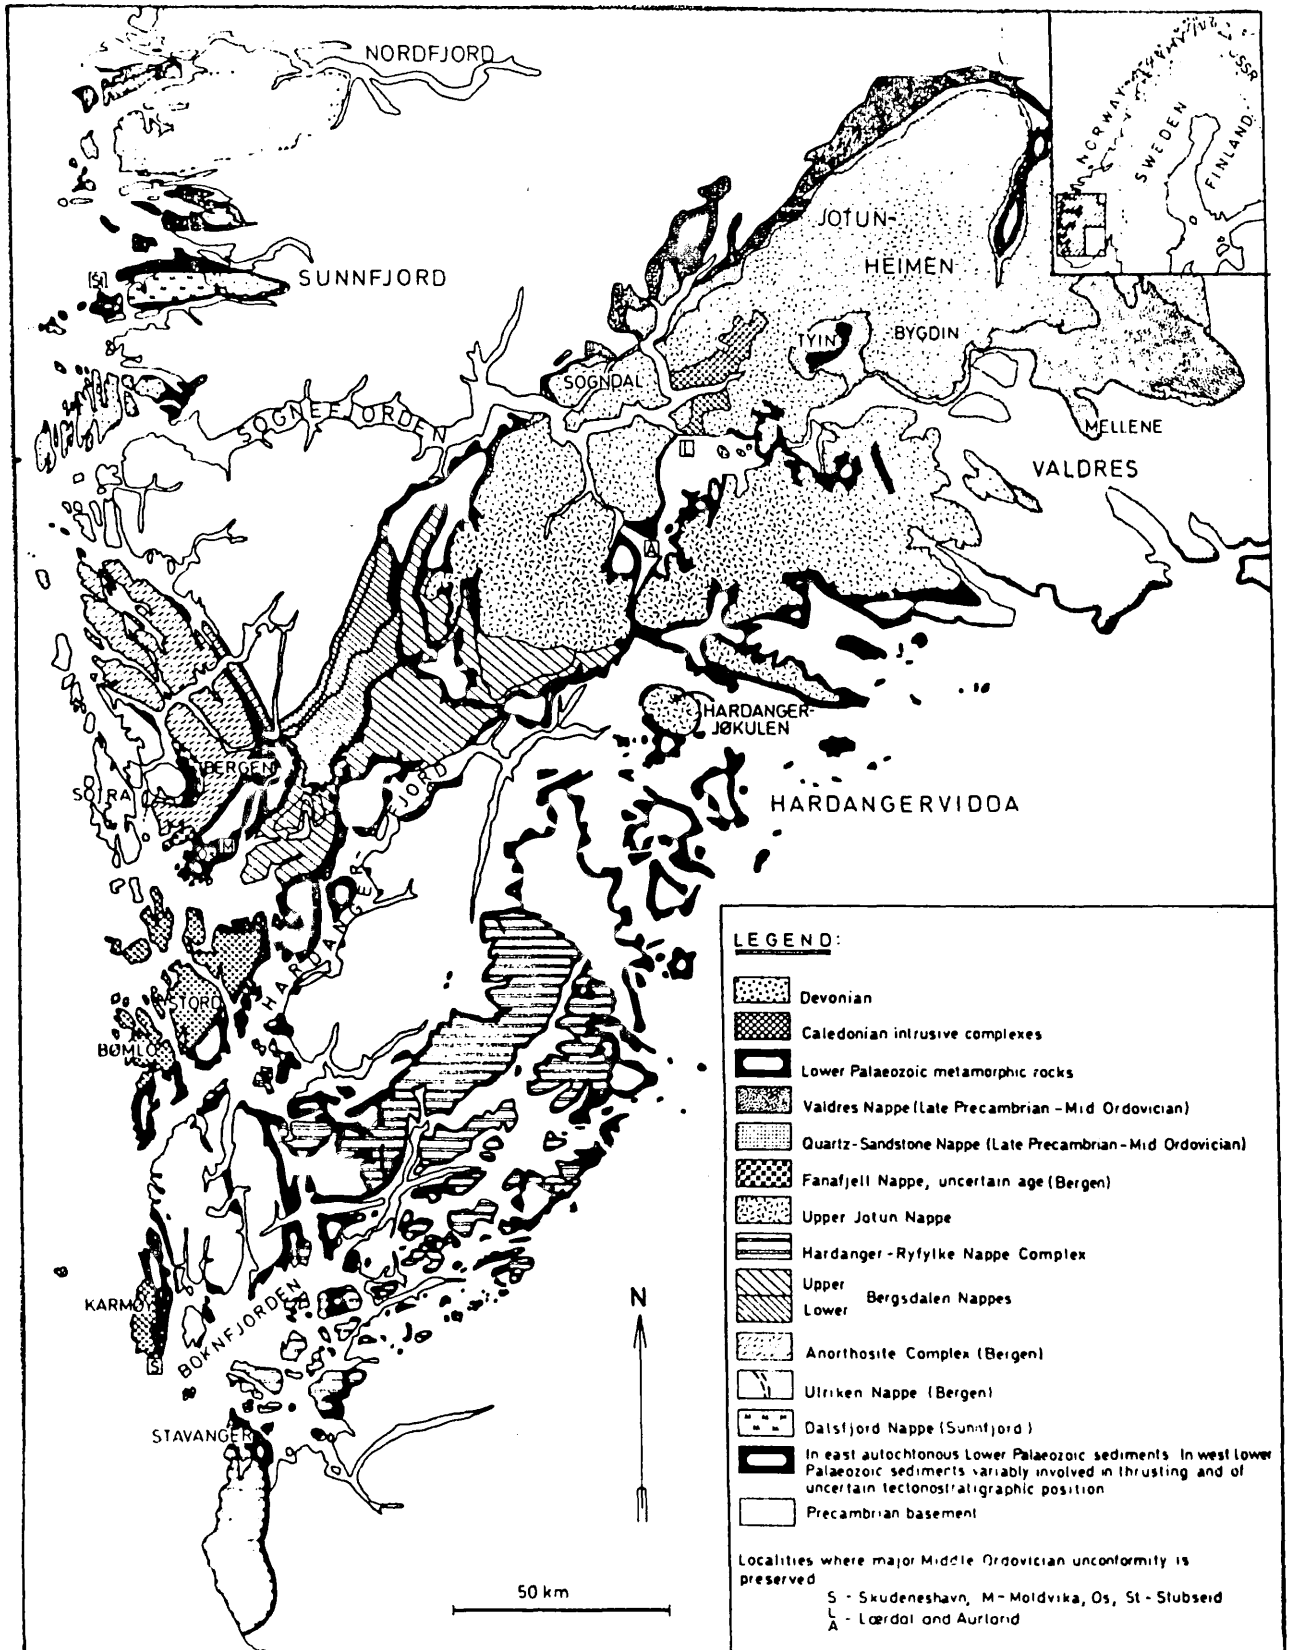 NORDFJORD
NORWAY
SWEDEN
FINLAND
USSR
JOTUN-
HEIMEN
[St]
SUNNFJORD
TYIN
BYGDIN
SOGNDAL
SOGNEFJORDEN
MELLENE
L
VALDRES
A
HARDANGER-
JØKULEN
BERGEN
SOTRA
HARDANGERVIDDA
M
HARDANGER-
FJORD
STORD
BØMLO
KARMØY
BOKNFJORDEN
S
STAVANGER
N
50 km
LEGEND:
Devonian
Caledonian intrusive complexes
Lower Palaeozoic metamorphic rocks
Valdres Nappe (Late Precambrian - Mid Ordovician)
Quartz-Sandstone Nappe (Late Precambrian - Mid Ordovician)
Fanafjell Nappe, uncertain age (Bergen)
Upper Jotun Nappe
Hardanger - Ryfylke Nappe Complex
Upper
Bergsdalen Nappes
Lower
Anorthosite Complex (Bergen)
Ulriken Nappe (Bergen)
Dalsfjord Nappe (Sunnfjord)
In east autochtonous Lower Palaeozoic sediments. In west Lower
Palaeozoic sediments variably involved in thrusting and of
uncertain tectonostratigraphic position
Precambrian basement
Localities where major Middle Ordovician unconformity is
preserved
S - Skudeneshavn, M - Moldvika, Os, St - Stubseid
L
A - Lærdal and Aurland